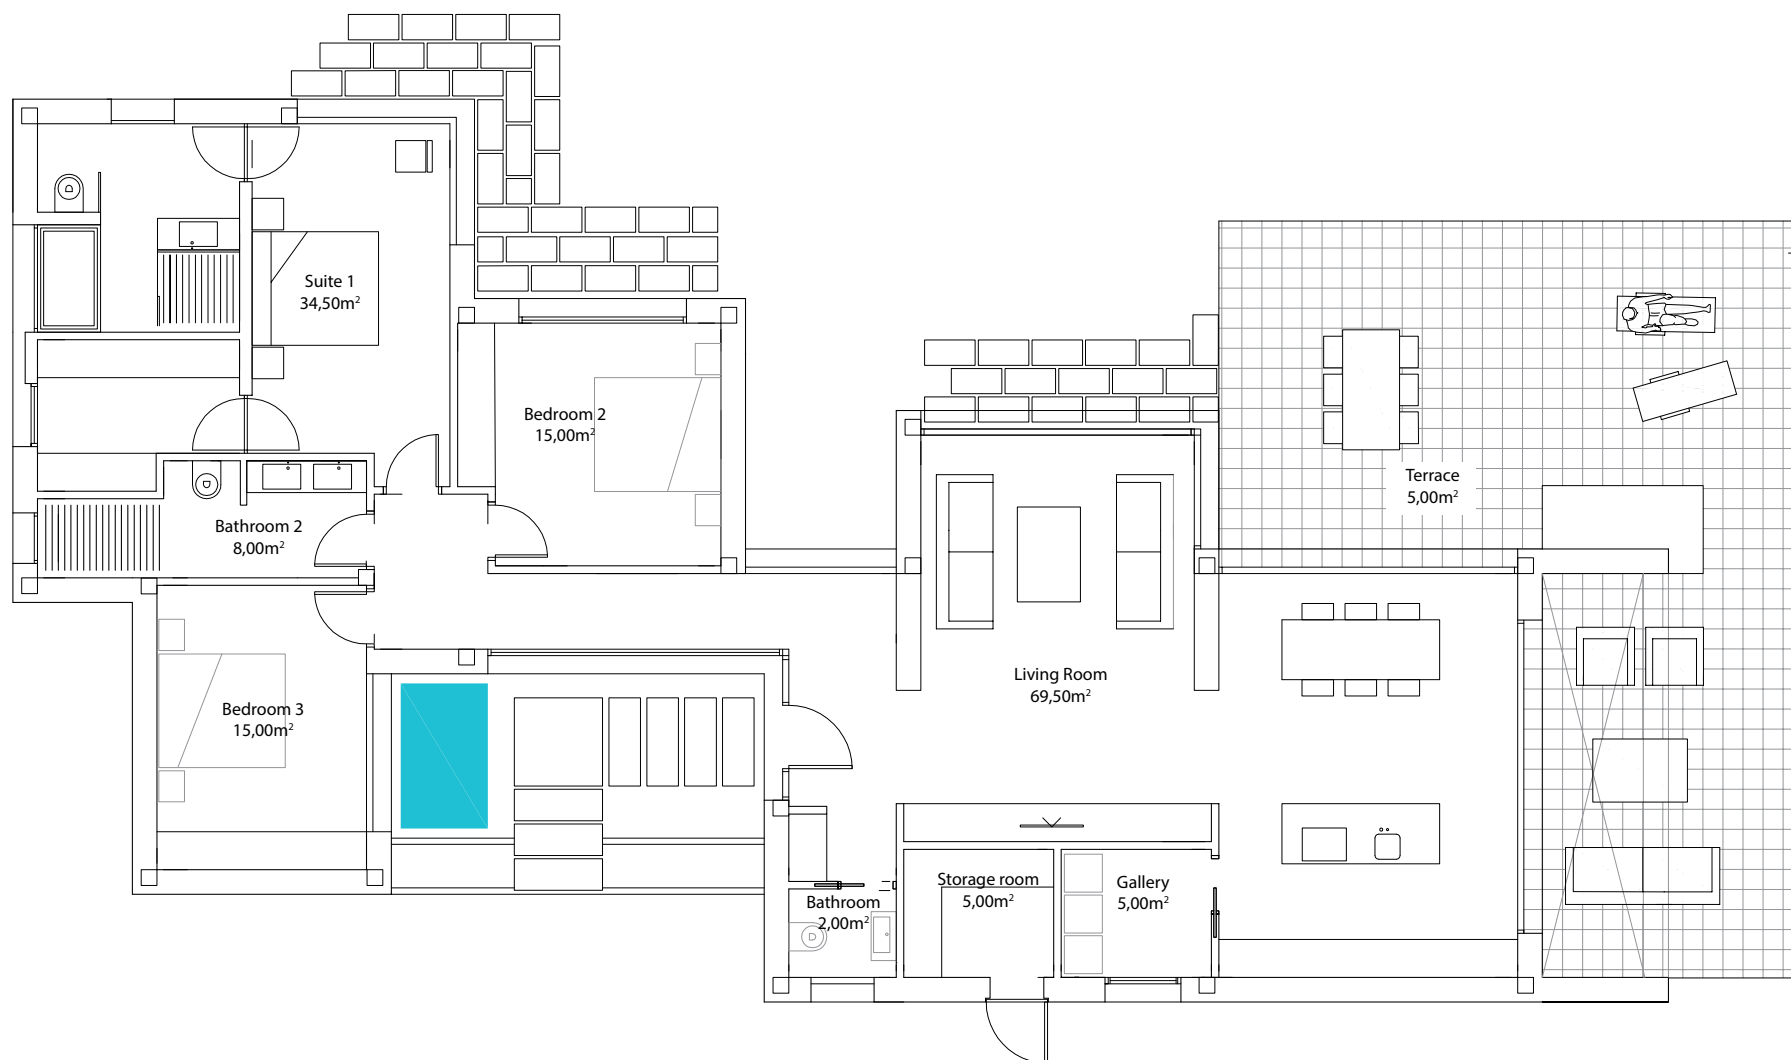 Suite 1
34,50m²
Bedroom 2
15,00m²
Terrace
5,00m²
Bathroom 2
8,00m²
Living Room
69,50m²
Bedroom 3
15,00m²
Storage room
5,00m²
Gallery
5,00m²
Bathroom
2,00m²